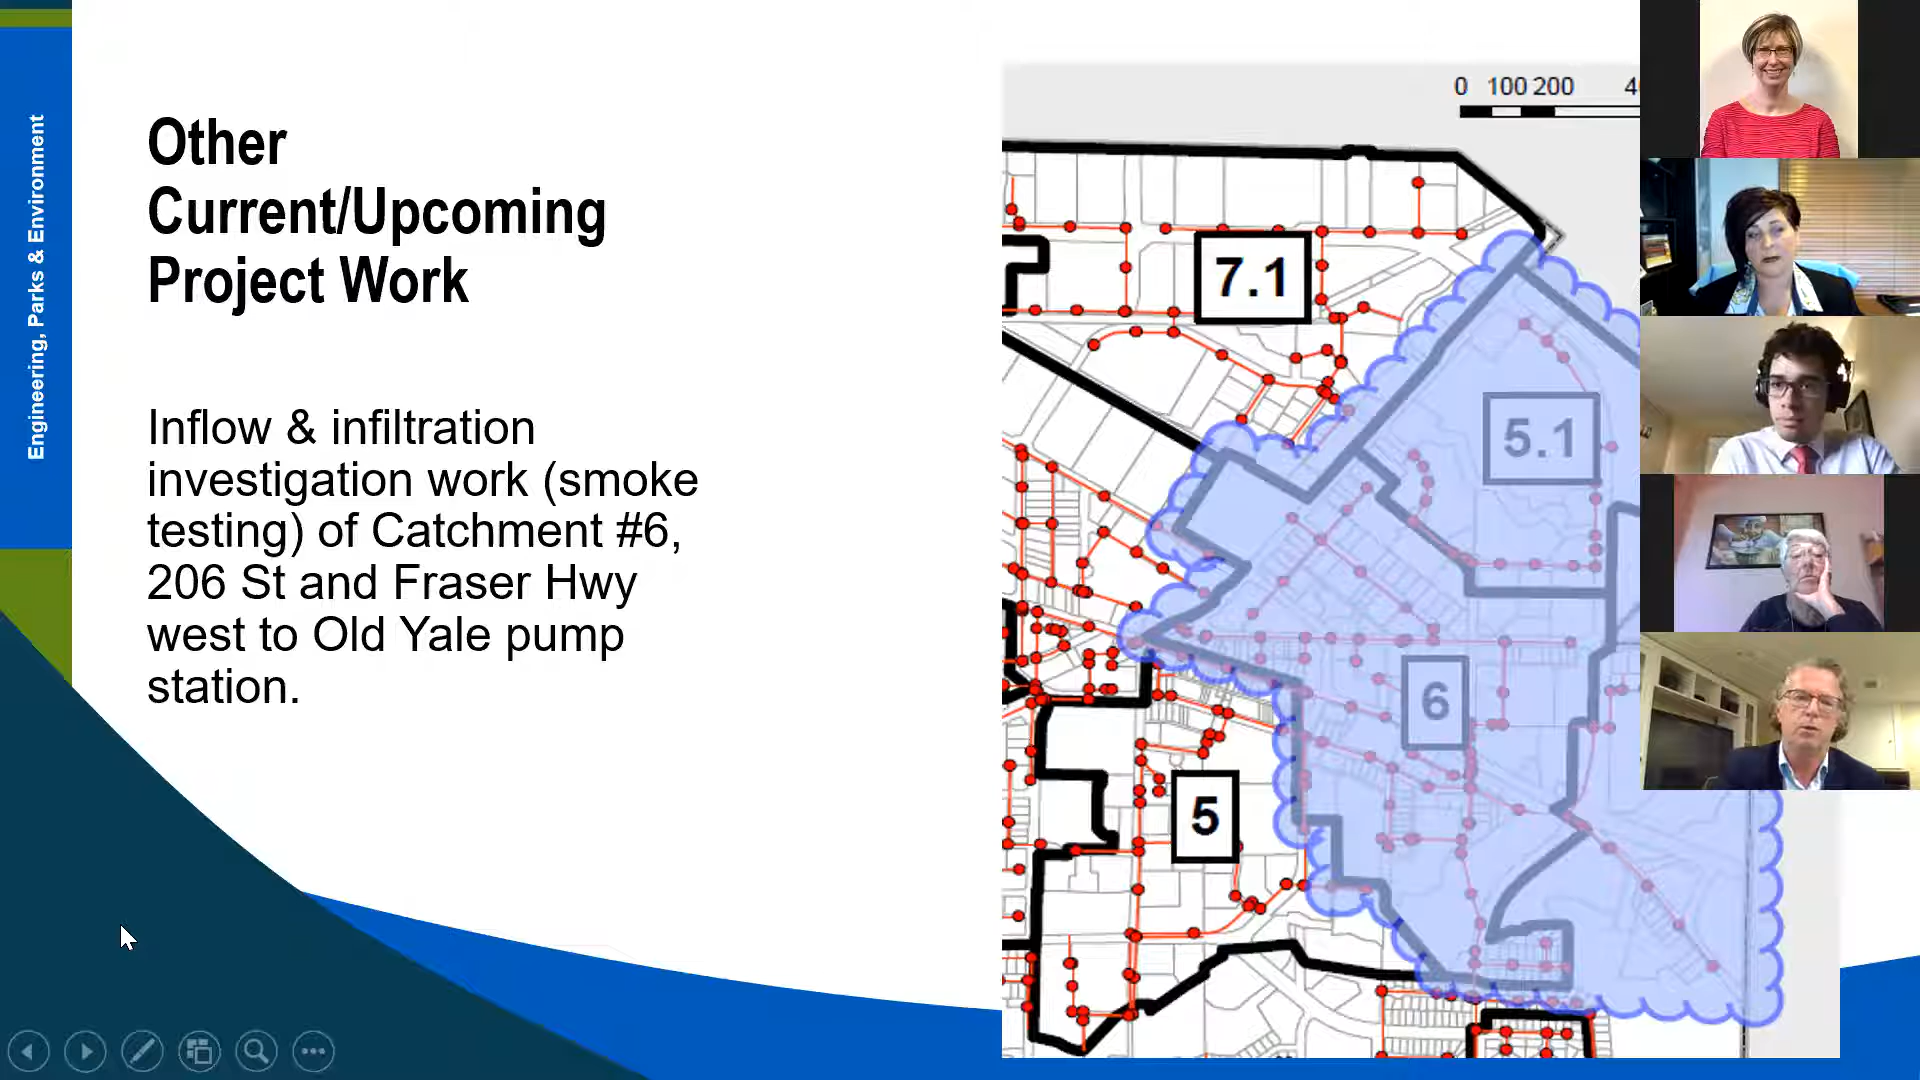 Engineering, Parks & Environment
Other
Current/Upcoming
Project Work
Inflow & infiltration
investigation work (smoke
testing) of Catchment #6,
206 St and Fraser Hwy
west to Old Yale pump
station.
0 100 200
7.1
5.1
6
5